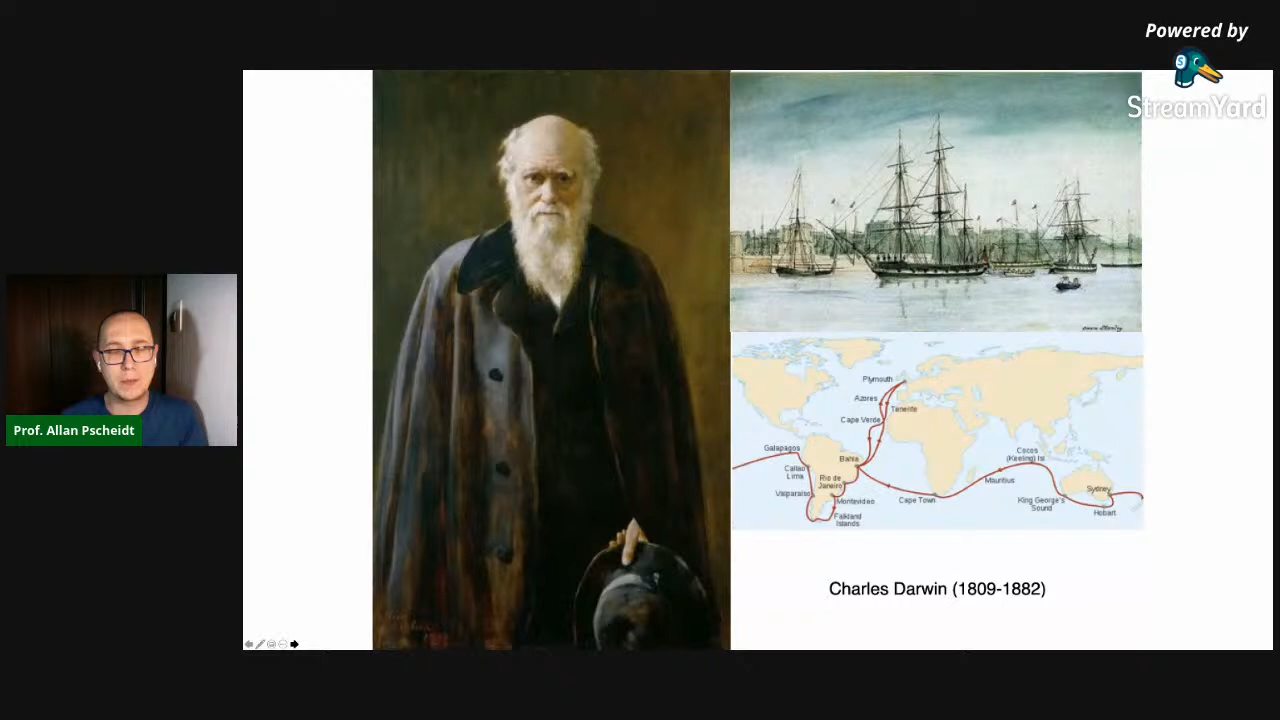 Powered by
StreamYard
Prof. Allan Pscheidt
Plymouth
Azores
Tenerife
Cape Verde
Galapagos
Bahia
Callao
Lima
Rio de
Janeiro
Valparaiso
Montevideo
Falkland
Islands
Cape Town
Mauritius
Cocos
(Keeling) Isl
King George's
Sound
Sydney
Hobart
Charles Darwin (1809-1882)